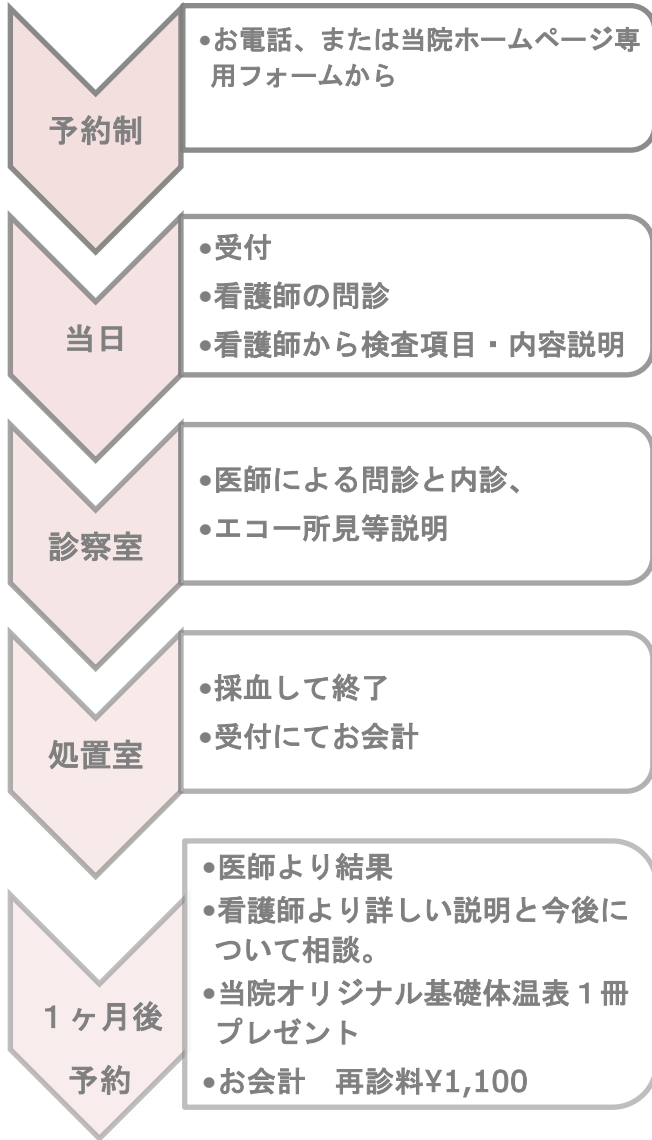 予約制
•お電話、または当院ホームページ専
用フォームから
当日
•受付
•看護師の問診
•看護師から検査項目・内容説明
診察室
•医師による問診と内診、
•エコー所見等説明
処置室
•採血して終了
•受付にてお会計
１ヶ月後
予約
•医師より結果
•看護師より詳しい説明と今後に
ついて相談。
•当院オリジナル基礎体温表１冊
プレゼント
•お会計　再診料¥1,100